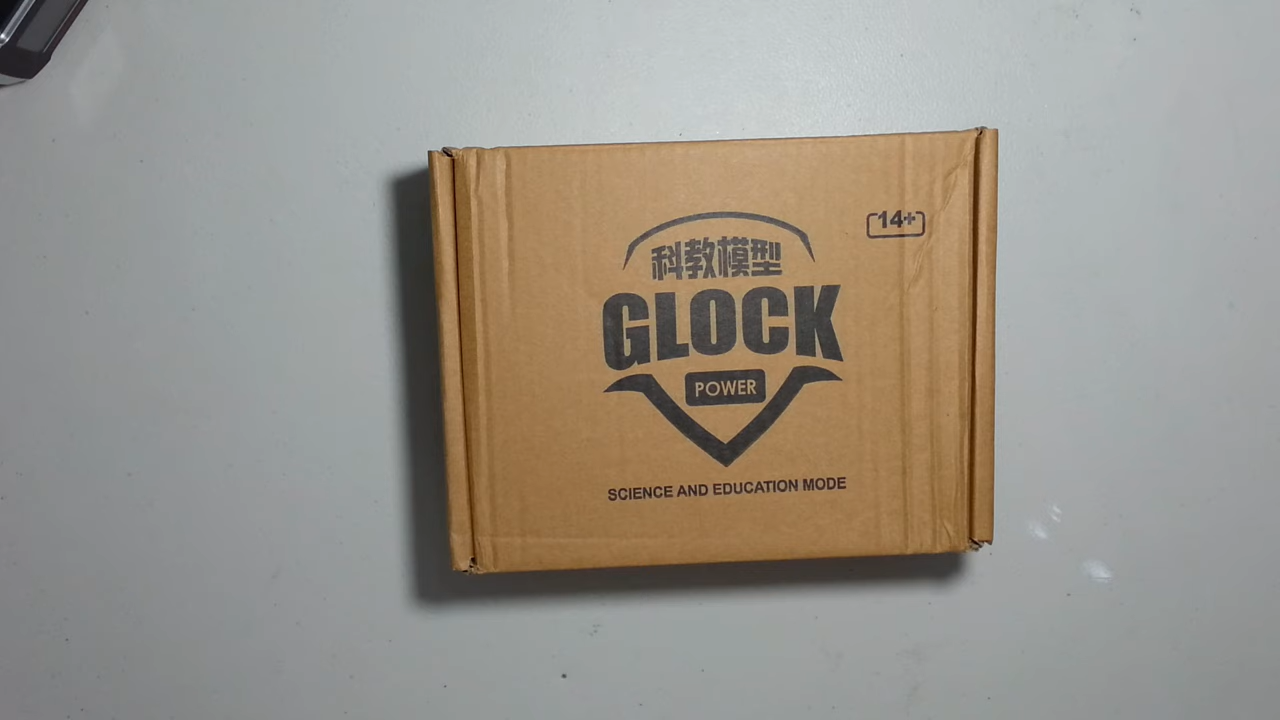 14+
科教模型
GLOCK
POWER
SCIENCE AND EDUCATION MODE